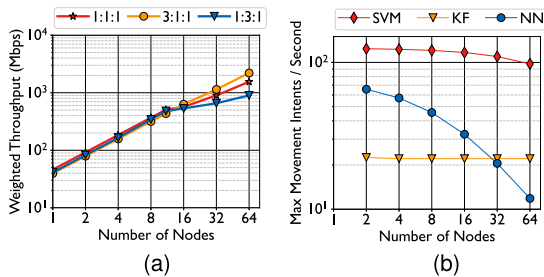 1:1:1 3:1:1 1:3:1
Weighted Throughput (Mbps)
10^4
10^3
10^2
10^1
1 2 4 8 16 32 64
Number of Nodes
(a)
SVM KF NN
Max Movement Intents / Second
10^2
10^1
1 2 4 8 16 32 64
Number of Nodes
(b)